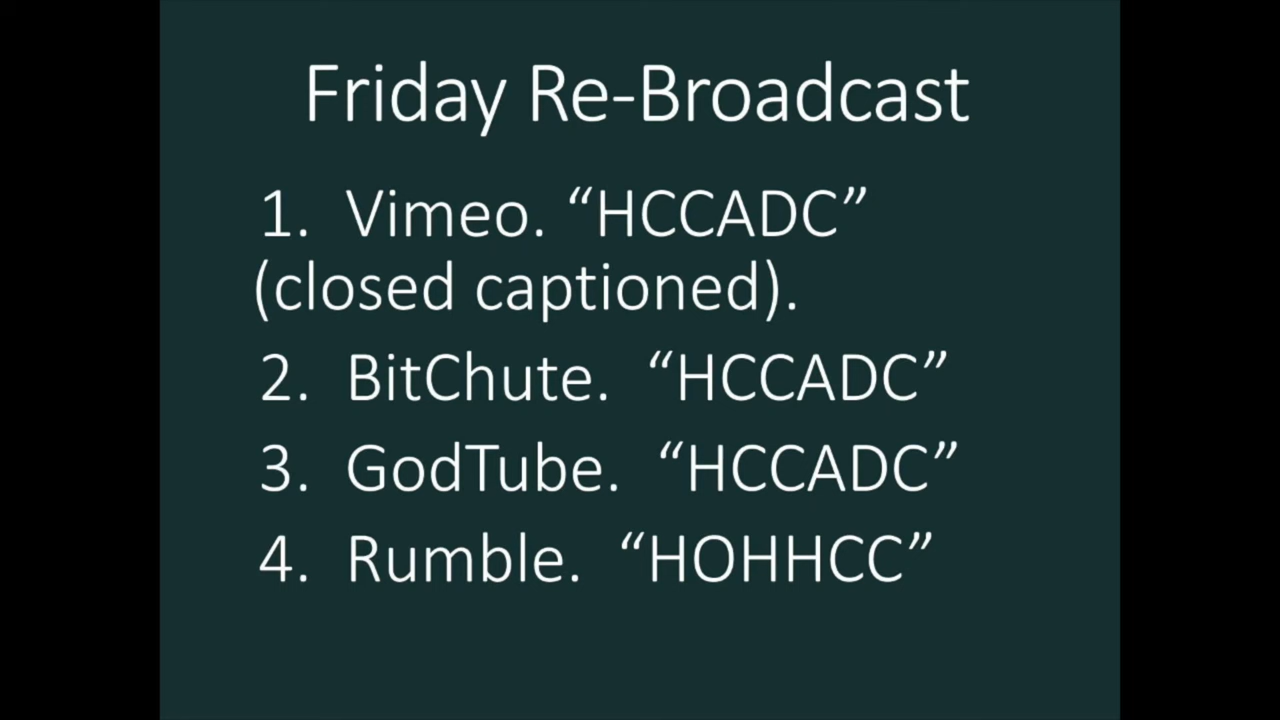 Friday Re-Broadcast
1. Vimeo. “HCCADC”
(closed captioned).
2. BitChute. “HCCADC”
3. GodTube. “HCCADC”
4. Rumble. “HOHHCC”